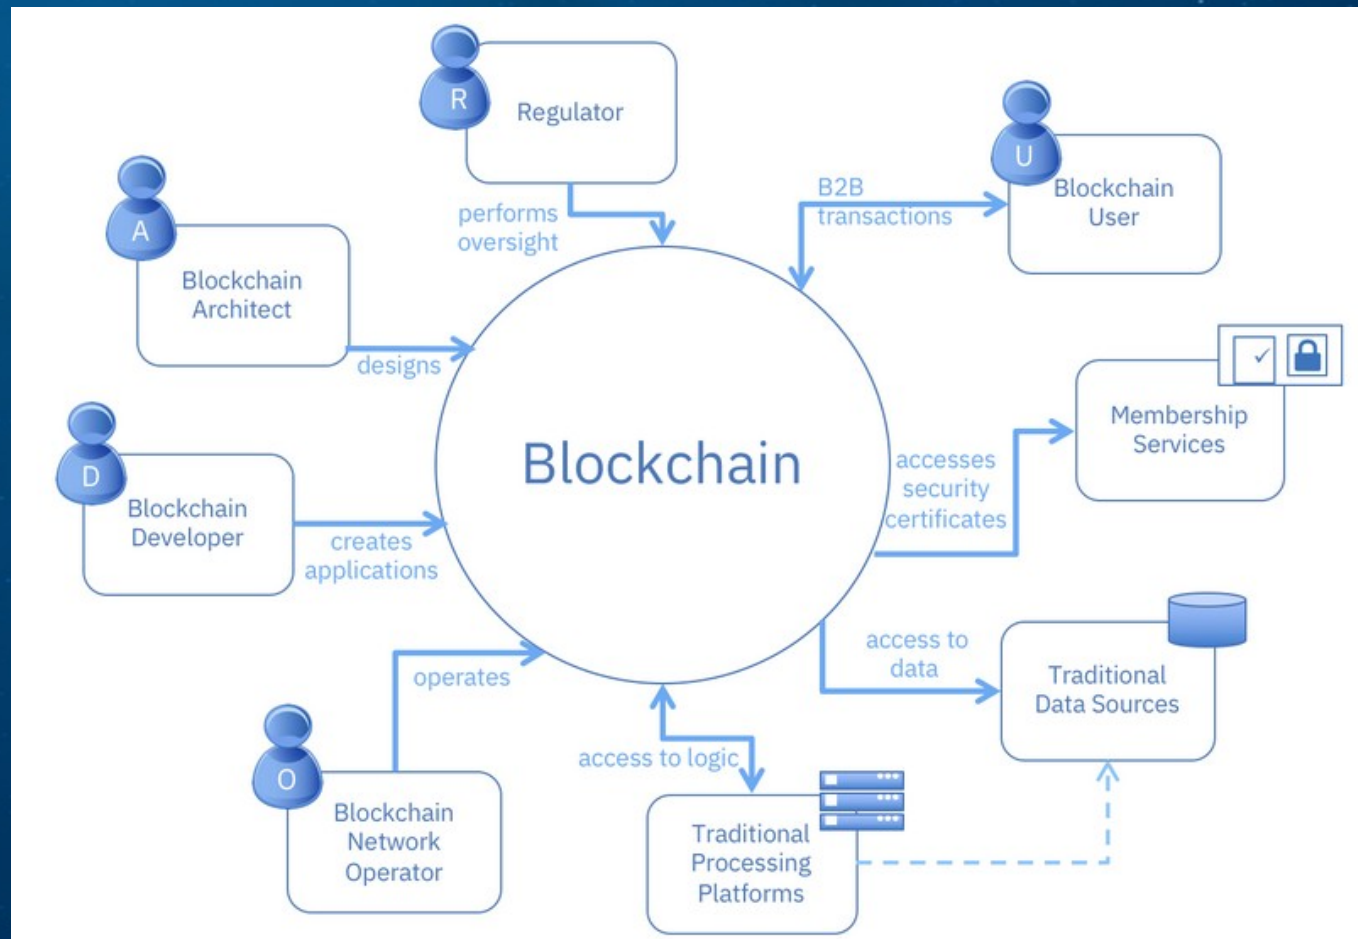 R
Regulator
U
Blockchain
User
B2B
transactions
performs
oversight
A
Blockchain
Architect
designs
Blockchain
✓
Membership
Services
accesses
security
certificates
D
Blockchain
Developer
creates
applications
operates
access to
data
Traditional
Data Sources
access to logic
O
Blockchain
Network
Operator
Traditional
Processing
Platforms